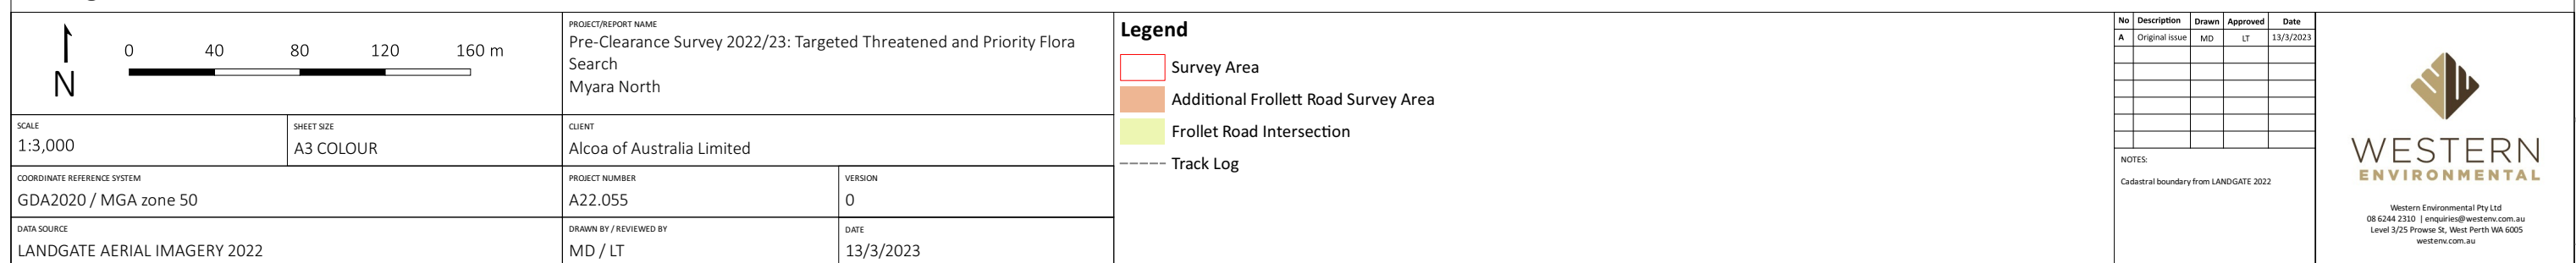 N
0 40 80 120 160 m
SCALE
1:3,000
SHEET SIZE
A3 COLOUR
COORDINATE REFERENCE SYSTEM
GDA2020 / MGA zone 50
DATA SOURCE
LANDGATE AERIAL IMAGERY 2022
PROJECT/REPORT NAME
Pre-Clearance Survey 2022/23: Targeted Threatened and Priority Flora
Search
Myara North
CLIENT
Alcoa of Australia Limited
PROJECT NUMBER
A22.055
VERSION
0
DRAWN BY / REVIEWED BY
MD / LT
DATE
13/3/2023
Legend
Survey Area
Additional Frollett Road Survey Area
Frollet Road Intersection
Track Log
No Description Drawn Approved Date
A Original issue MD LT 13/3/2023
NOTES:
Cadastral boundary from LANDGATE 2022
WESTERN
ENVIRONMENTAL
Western Environmental Pty Ltd
08 6244 2310 | enquiries@westenv.com.au
Level 3/25 Prowse St, West Perth WA 6005
westenv.com.au